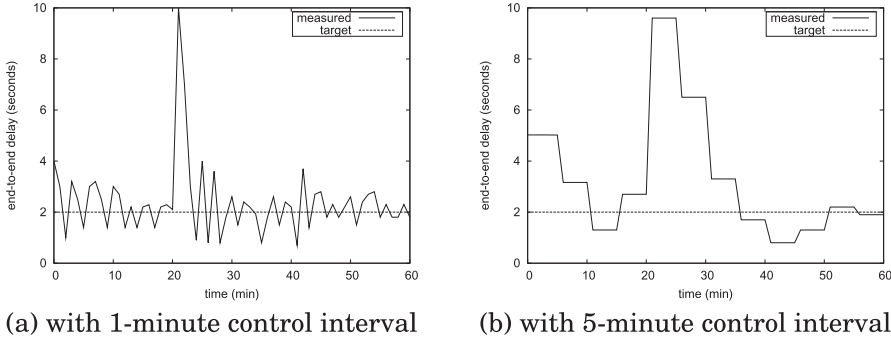 10
8
6
4
2
0
end-to-end delay (seconds)
measured
target
0 10 20 30 40 50 60
time (min)
(a) with 1-minute control interval
10
8
6
4
2
0
end-to-end delay (seconds)
measured
target
0 10 20 30 40 50 60
time (min)
(b) with 5-minute control interval